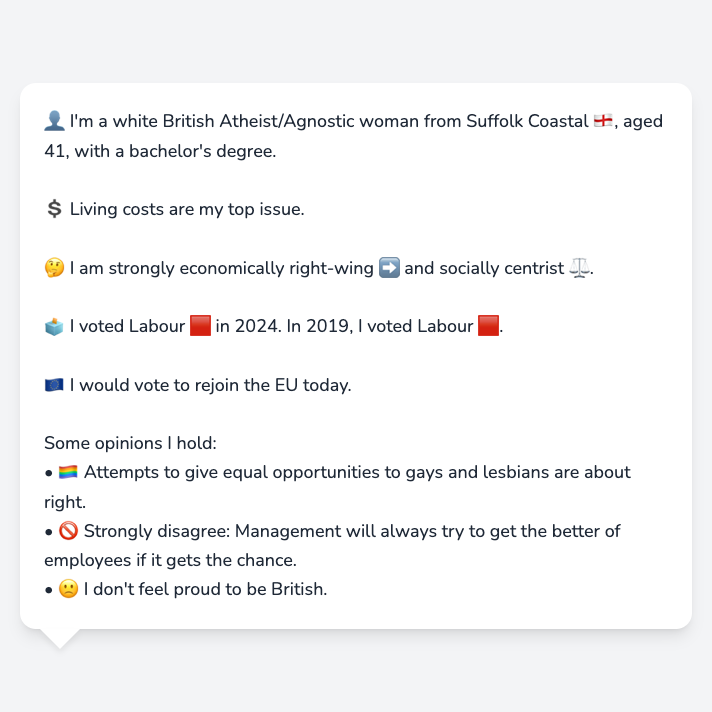 👤 I'm a white British Atheist/Agnostic woman from Suffolk Coastal 🏴󠁧󠁢󠁥󠁮󠁧󠁿, aged
41, with a bachelor's degree.
💲 Living costs are my top issue.
🤔 I am strongly economically right-wing ➡️ and socially centrist ⚖️.
🗳️ I voted Labour 🟥 in 2024. In 2019, I voted Labour 🟥.
🇪🇺 I would vote to rejoin the EU today.
Some opinions I hold:
• 🏳️‍🌈 Attempts to give equal opportunities to gays and lesbians are about
right.
• 🚫 Strongly disagree: Management will always try to get the better of
employees if it gets the chance.
• 🙁 I don't feel proud to be British.